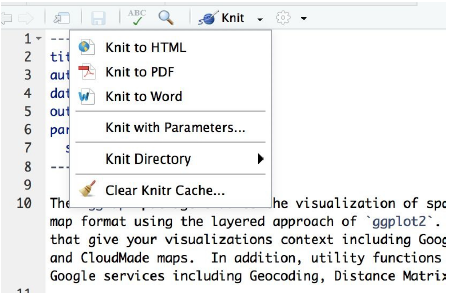 ABC Knit
1 ---
Knit to HTML
2 tit
3 aut
Knit to PDF
4 dat
Knit to Word
5 out
6 par
Knit with Parameters...
7 s
Knit Directory
8 ---
9
Clear Knitr Cache...
10 The he visualization of spa
map format using the layered approach of `ggplot2`.
that give your visualizations context including Goog
and CloudMade maps. In addition, utility functions
Google services including Geocoding, Distance Matrix
11